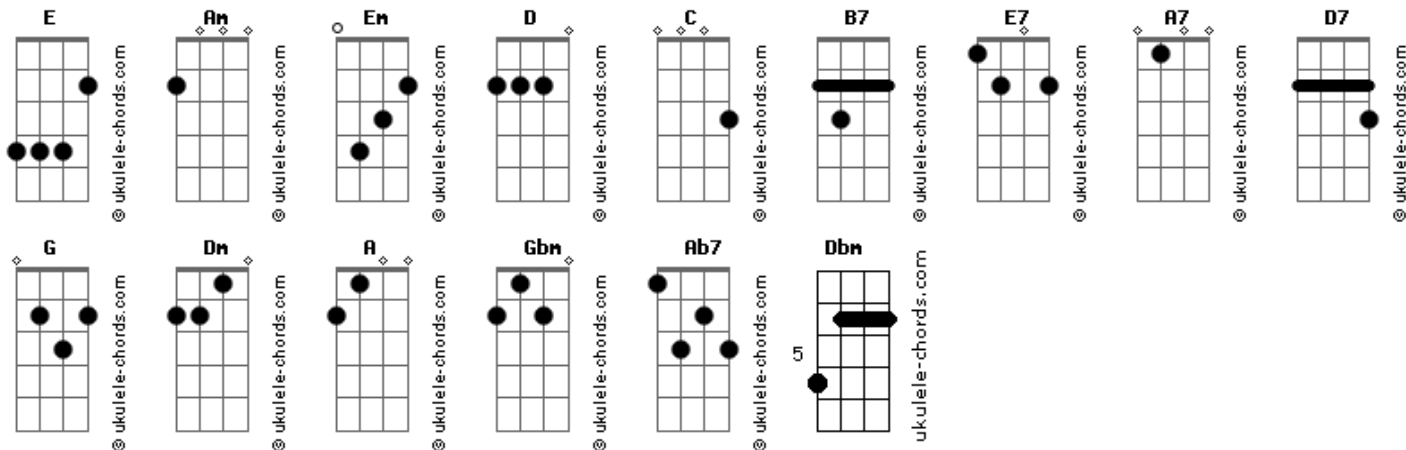 E Am Em D C B7 E7 A7 D7
© ukulele-chords.com © ukulele-chords.com © ukulele-chords.com © ukulele-chords.com © ukulele-chords.com © ukulele-chords.com © ukulele-chords.com © ukulele-chords.com © ukulele-chords.com
G Dm A Gbm Ab7 Dbm
© ukulele-chords.com © ukulele-chords.com © ukulele-chords.com © ukulele-chords.com © ukulele-chords.com 5 ukulele-chords.com